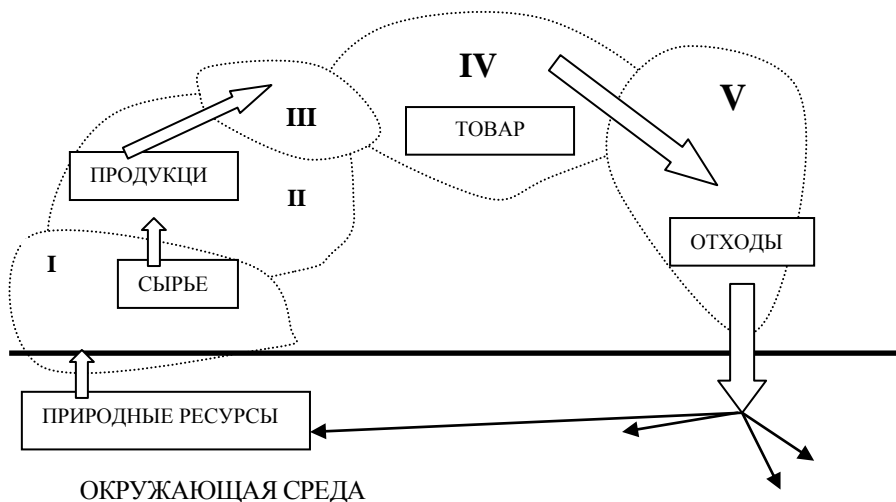 IV
V
III
ТОВАР
ПРОДУКЦИ
II
ОТХОДЫ
I
СЫРЬЕ
ПРИРОДНЫЕ РЕСУРСЫ
ОКРУЖАЮЩАЯ СРЕДА